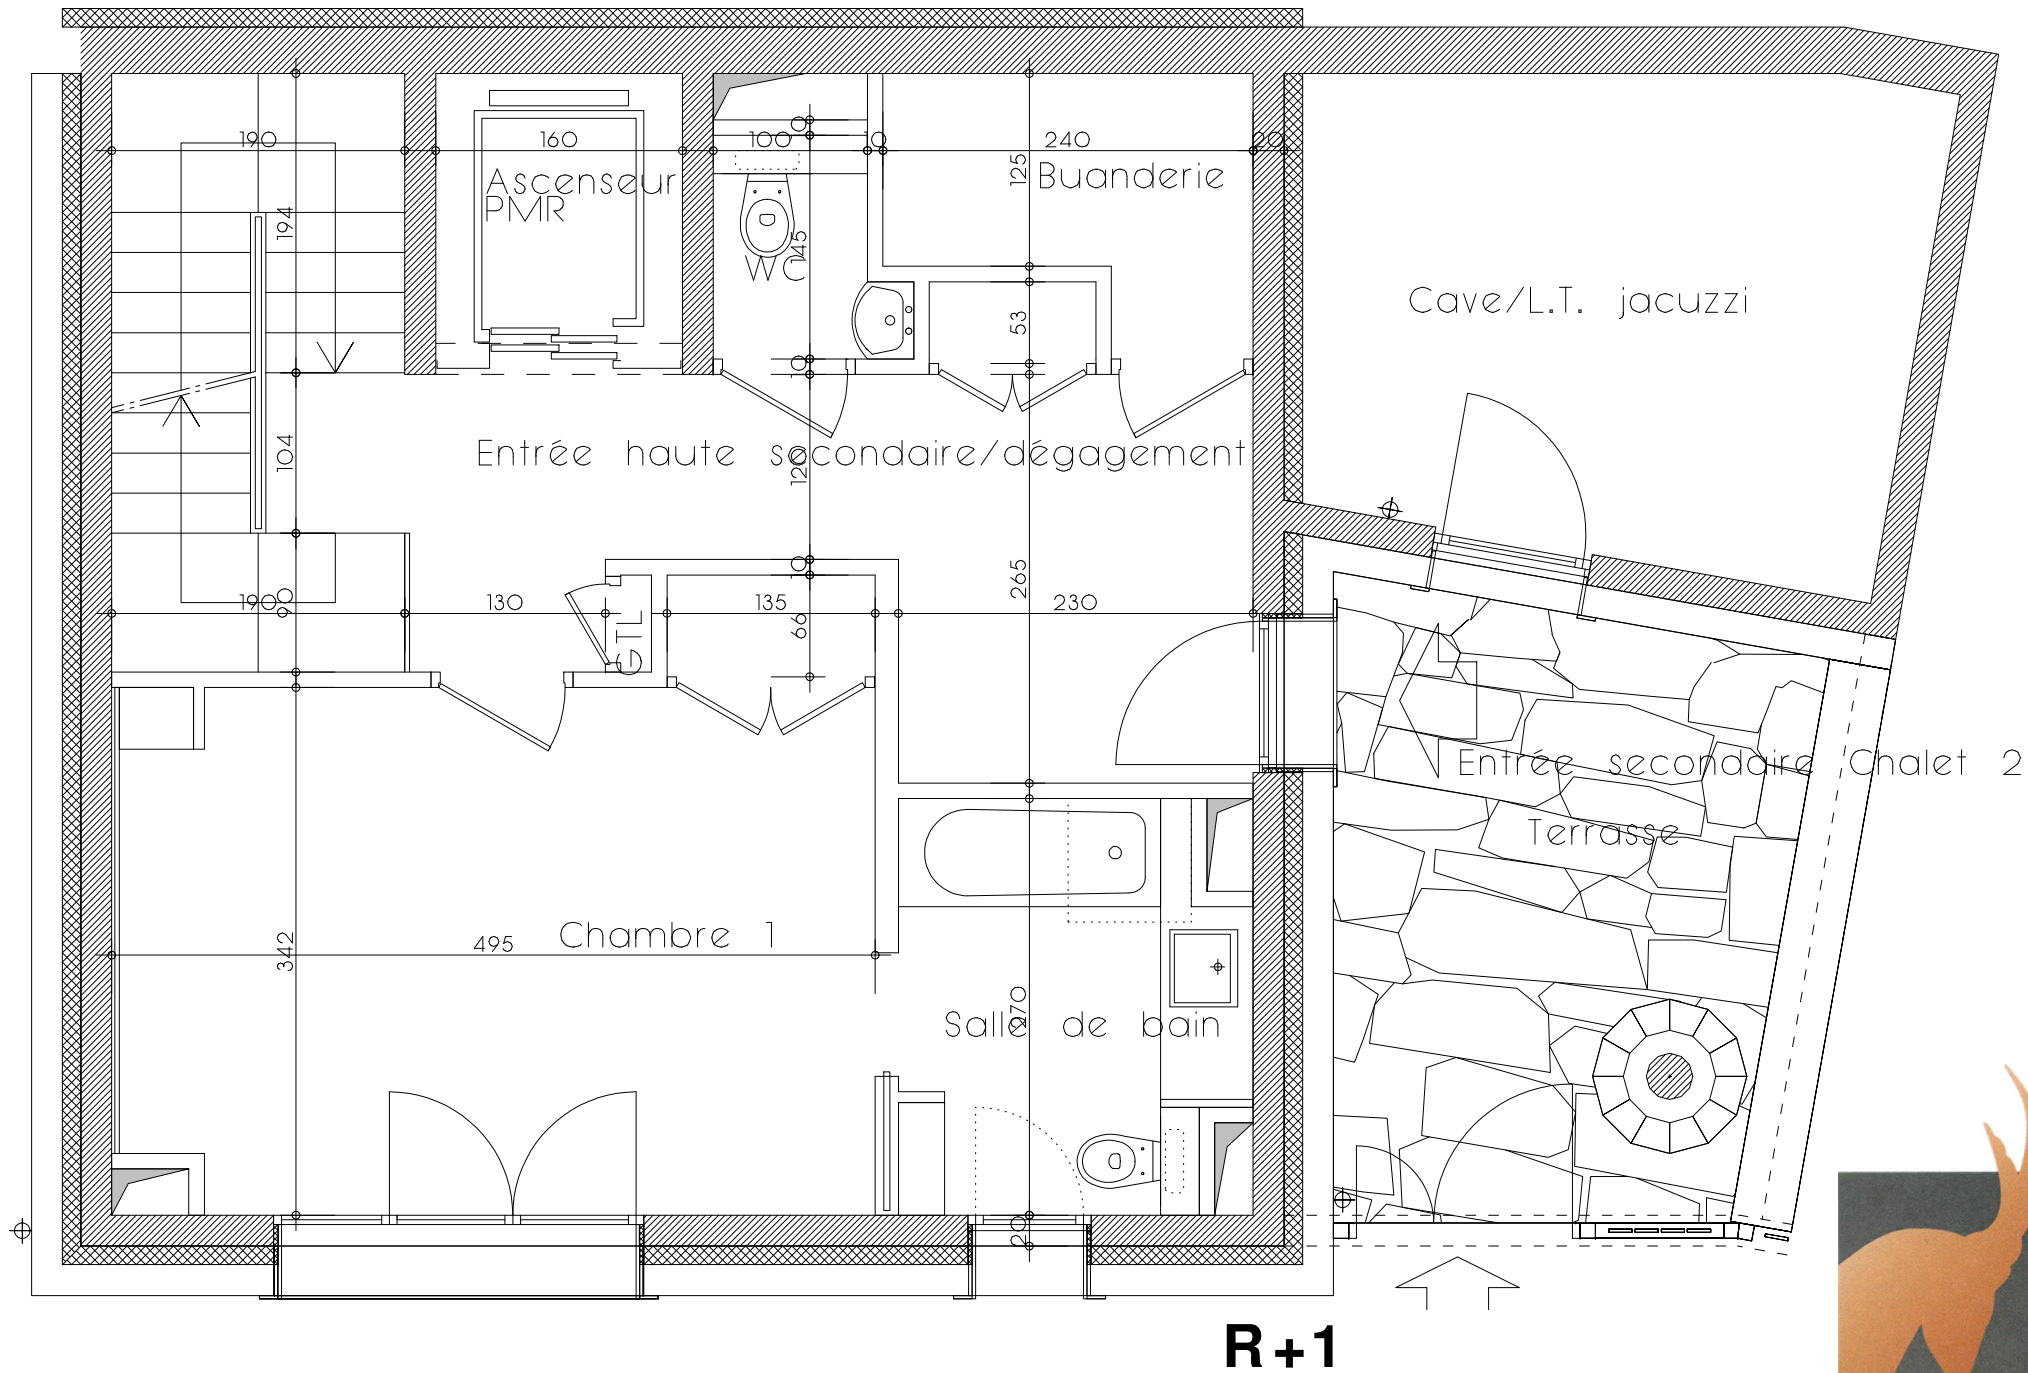 190
160
100
10
240
20
0
125
Ascenseur
PMR
Buanderie
194
145
WC
Cave/L.T. jacuzzi
53
10
104
Entrée haute secondaire/dégagement
120
10
265
190
90
130
135
230
66
GTL
Entrée secondaire Chalet 2
Terrasse
Chambre 1
495
342
Salle de bain
270
20
R+1